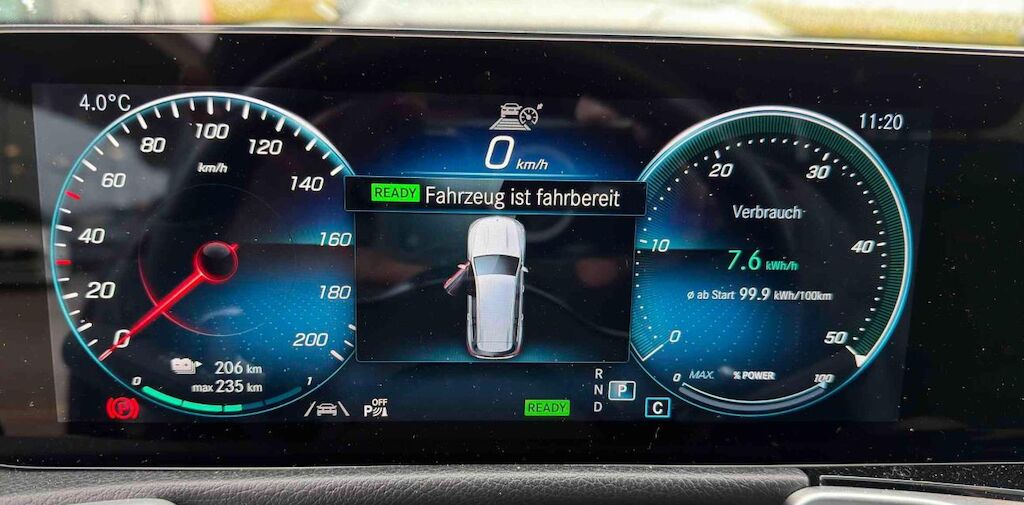 4.0°C
11:20
0 km/h
READY Fahrzeug ist fahrbereit
km/h
0
20
40
60
80
100
120
140
160
180
200
206 km
max 235 km
0 1
P
OFF
P
READY
R
N P
D
C
0
10
20
30
40
50
Verbrauch
7.6 kWh/h
ø ab Start 99.9 kWh/100km
0 MAX. % POWER 100